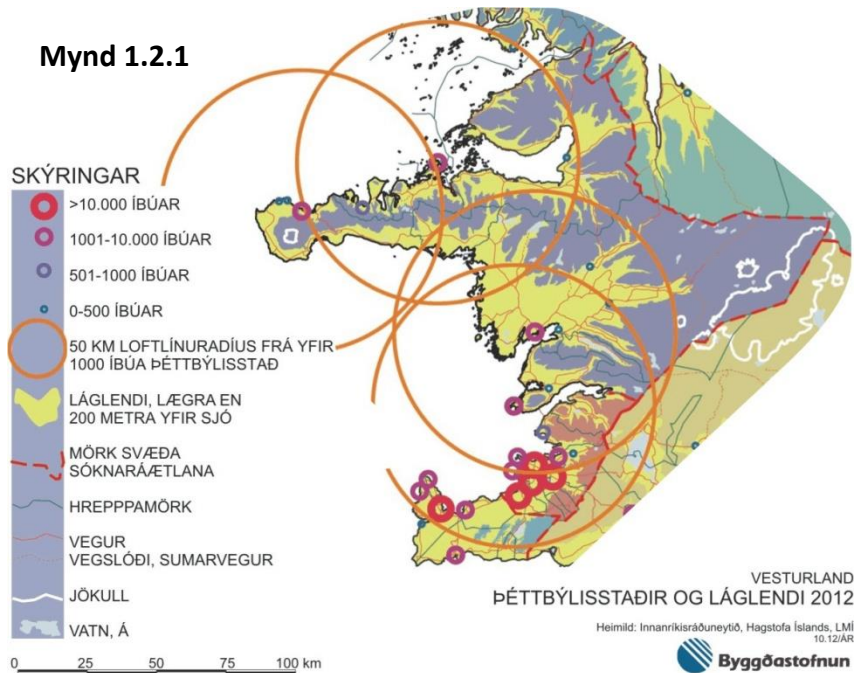 Mynd 1.2.1
SKÝRINGAR
>10.000 ÍBÚAR
1001-10.000 ÍBÚAR
501-1000 ÍBÚAR
0-500 ÍBÚAR
50 KM LOFTLÍNURADÍUS FRÁ YFIR
1000 ÍBÚA ÞÉTTBÝLISSTAÐ
LÁGLENDI, LÆGRA EN
200 METRA YFIR SJÓ
MÖRK SVÆÐA
SÓKNARÁÆTLANA
HREPPPAMÖRK
VEGUR
VEGSLÓÐI, SUMARVEGUR
JÖKULL
VATN, Á
0 25 50 75 100 km
VESTURLAND
ÞÉTTBÝLISSTAÐIR OG LÁGLENDI 2012
Heimild: Innanríkisráðuneytið, Hagstofa Íslands, LMÍ
10.12/ÁR
Byggðastofnun